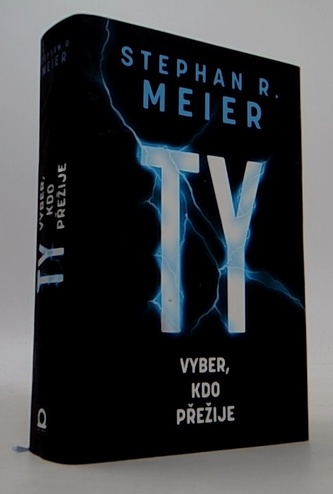 STEPHAN R.
MEIER
TY
VYBER,
KDO
PŘEŽIJE
STEPHAN R.
MEIER
TY
VYBER,
KDO
PŘEŽIJE